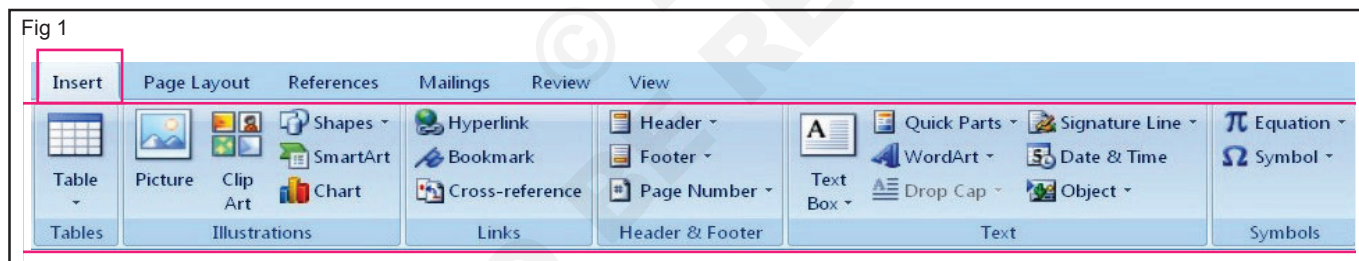 Fig 1
Insert Page Layout References Mailings Review View
Table
Tables
Picture
Clip Art
Shapes
SmartArt
Chart
Illustrations
Hyperlink
Bookmark
Cross-reference
Links
Header
Footer
Page Number
Header & Footer
A
Text Box
Quick Parts
WordArt
Drop Cap
Signature Line
Date & Time
Object
Text
π Equation
Ω Symbol
Symbols
©
BE RE